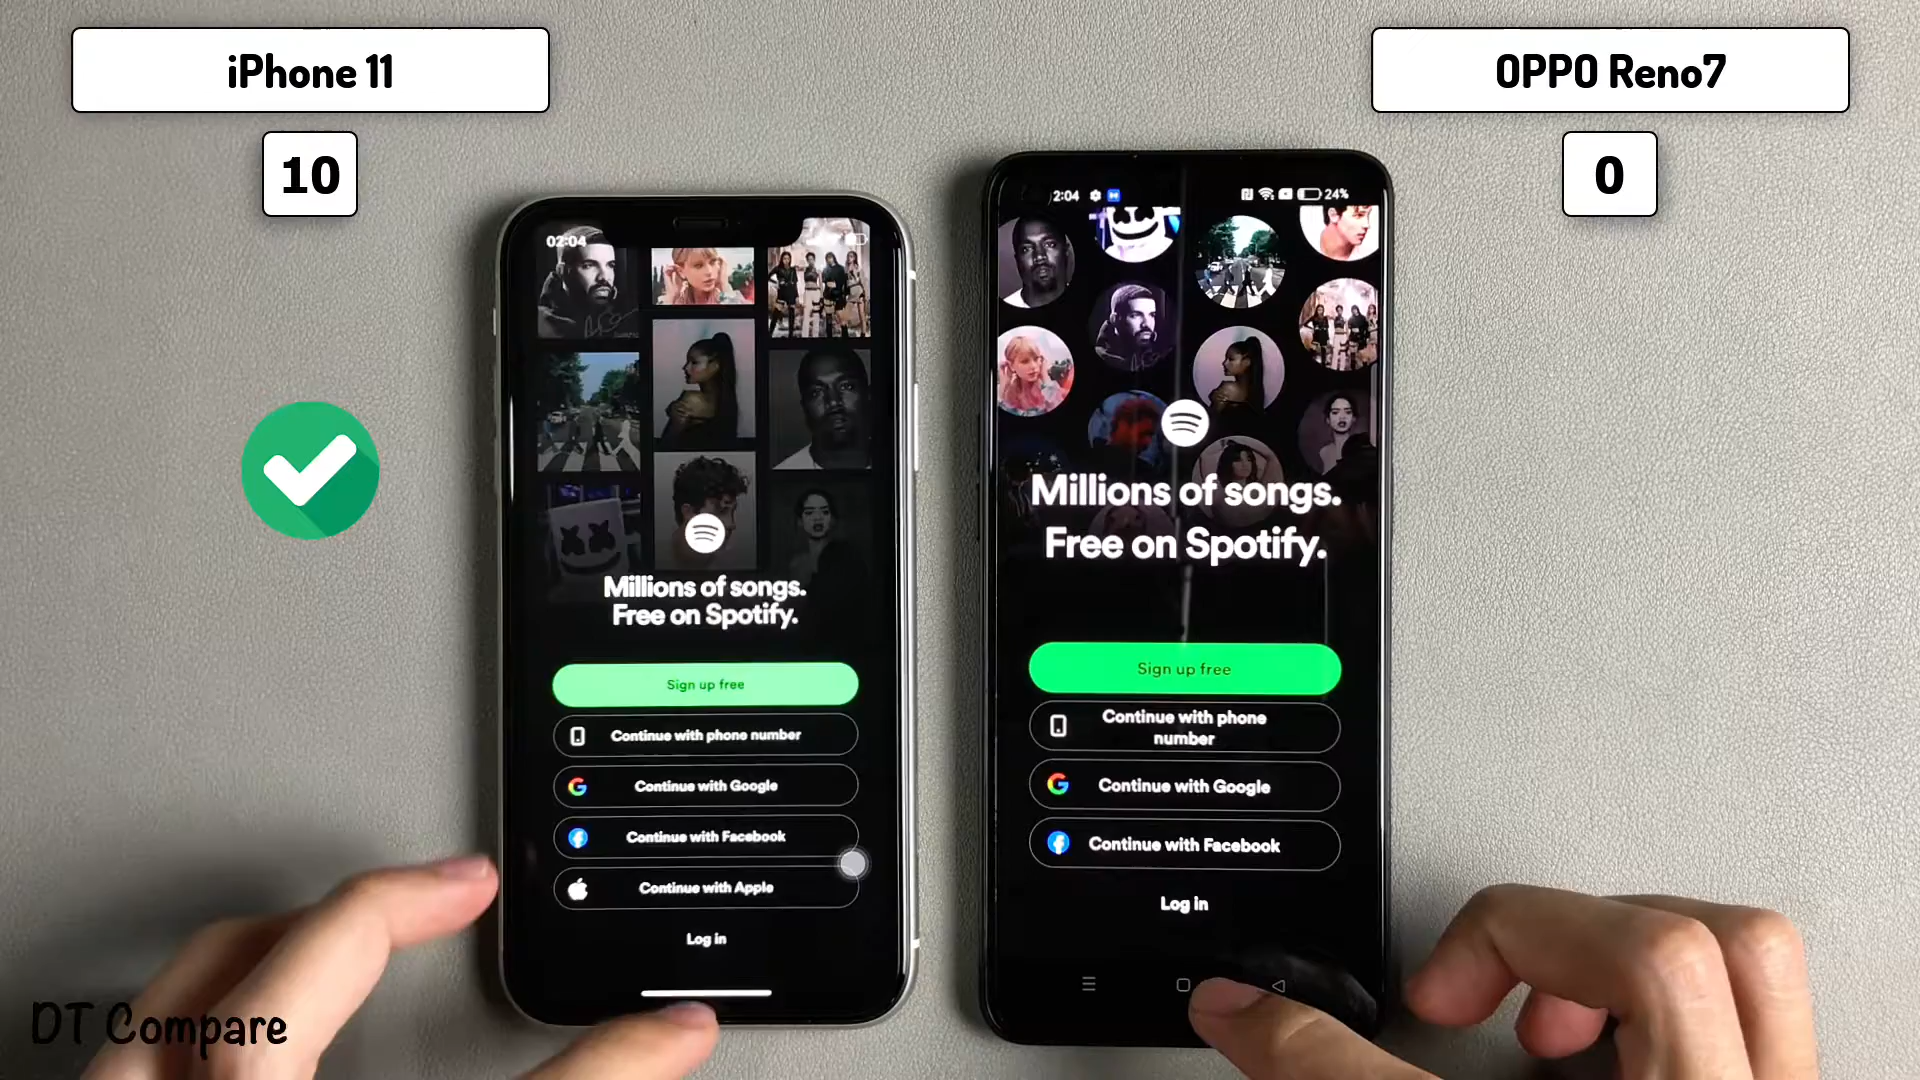 iPhone 11
OPPO Reno7
10
0
02:04
2:04
24%
Millions of songs.
Free on Spotify.
Sign up free
Continue with phone number
Continue with Google
Continue with Facebook
Continue with Apple
Log in
Millions of songs.
Free on Spotify.
Sign up free
Continue with phone
number
Continue with Google
Continue with Facebook
Log in
DT Compare